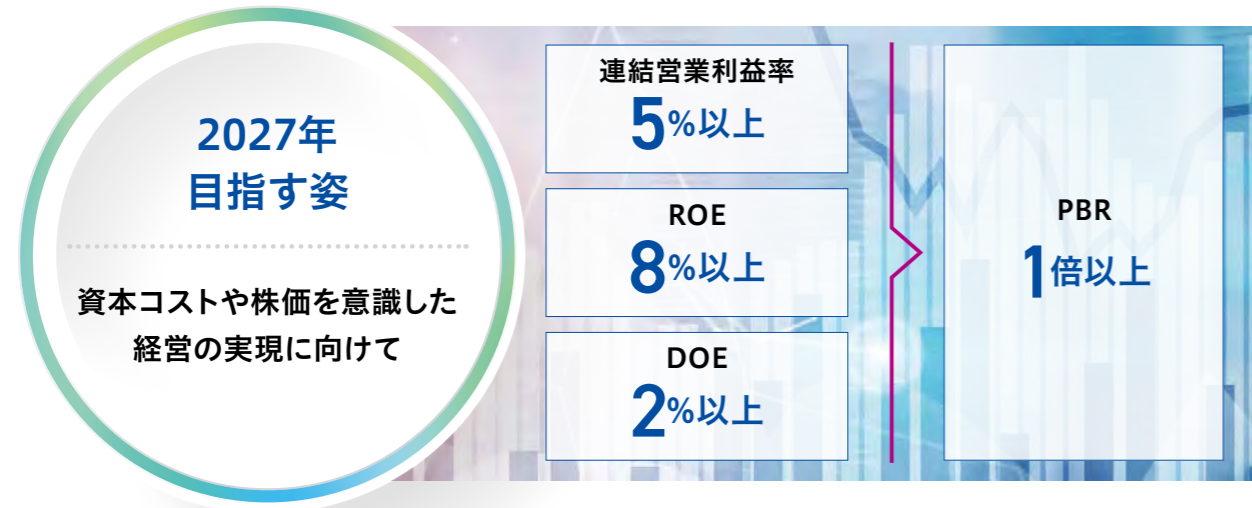 2027年
目指す姿
資本コストや株価を意識した
経営の実現に向けて
連結営業利益率
5%以上
ROE
8%以上
DOE
2%以上
PBR
1倍以上